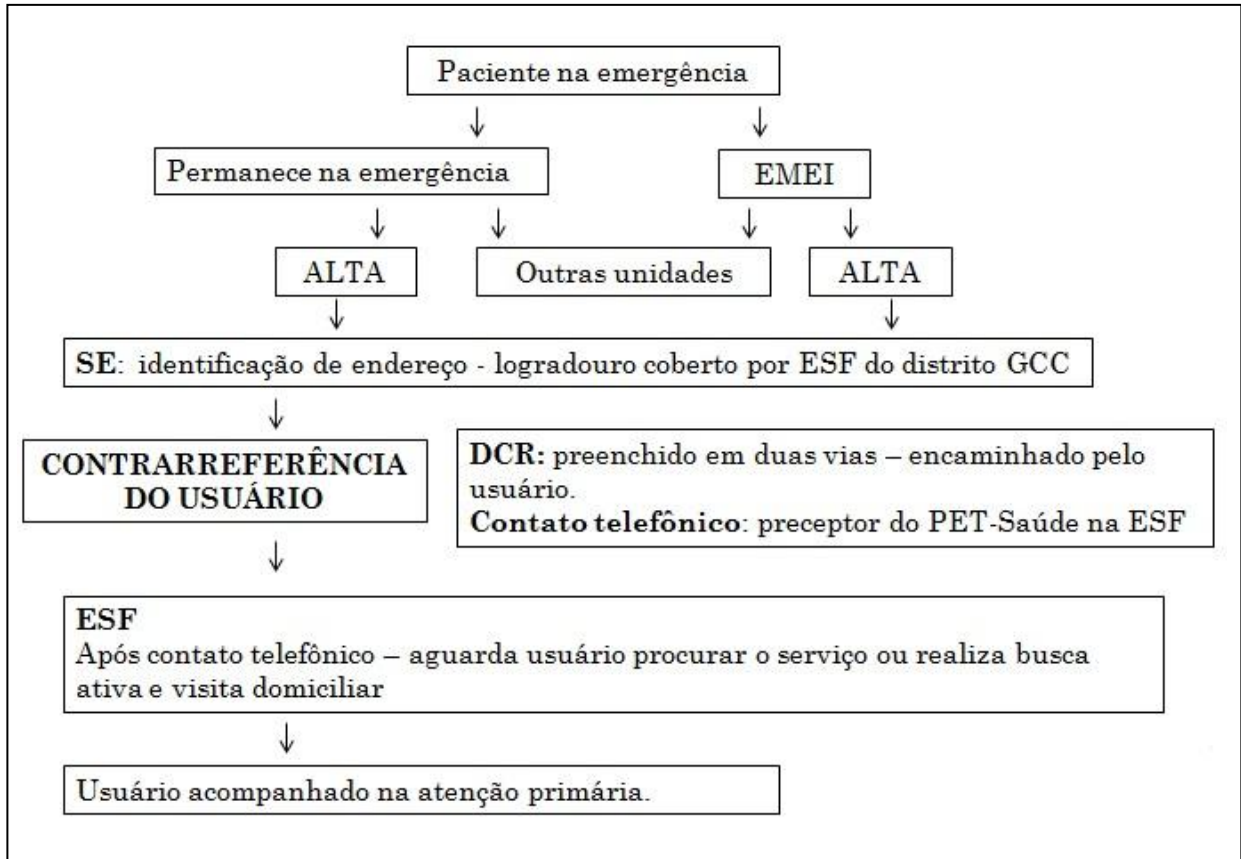 Paciente na emergência
Permanece na emergência
EMEI
ALTA
Outras unidades
ALTA
SE: identificação de endereço - logradouro coberto por ESF do distrito GCC
CONTRARREFERÊNCIA
DO USUÁRIO
DCR: preenchido em duas vias – encaminhado pelo
usuário.
Contato telefônico: preceptor do PET-Saúde na ESF
ESF
Após contato telefônico – aguarda usuário procurar o serviço ou realiza busca
ativa e visita domiciliar
Usuário acompanhado na atenção primária.